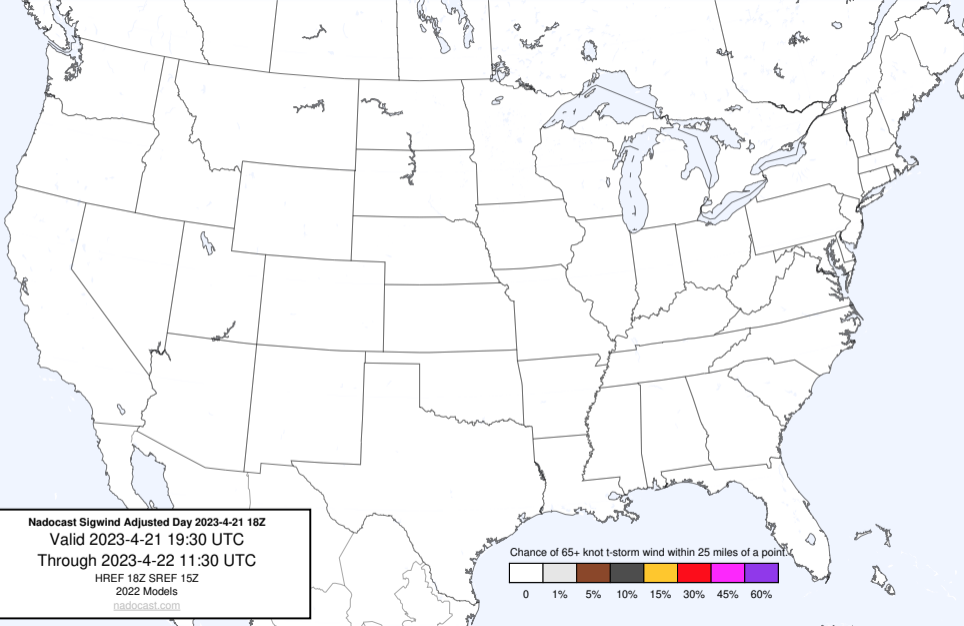 Nadocast Sigwind Adjusted Day 2023-4-21 18Z
Valid 2023-4-21 19:30 UTC
Through 2023-4-22 11:30 UTC
HREF 18Z SREF 15Z
2022 Models
nadocast.com
Chance of 65+ knot t-storm wind within 25 miles of a point.
0 1% 5% 10% 15% 30% 45% 60%